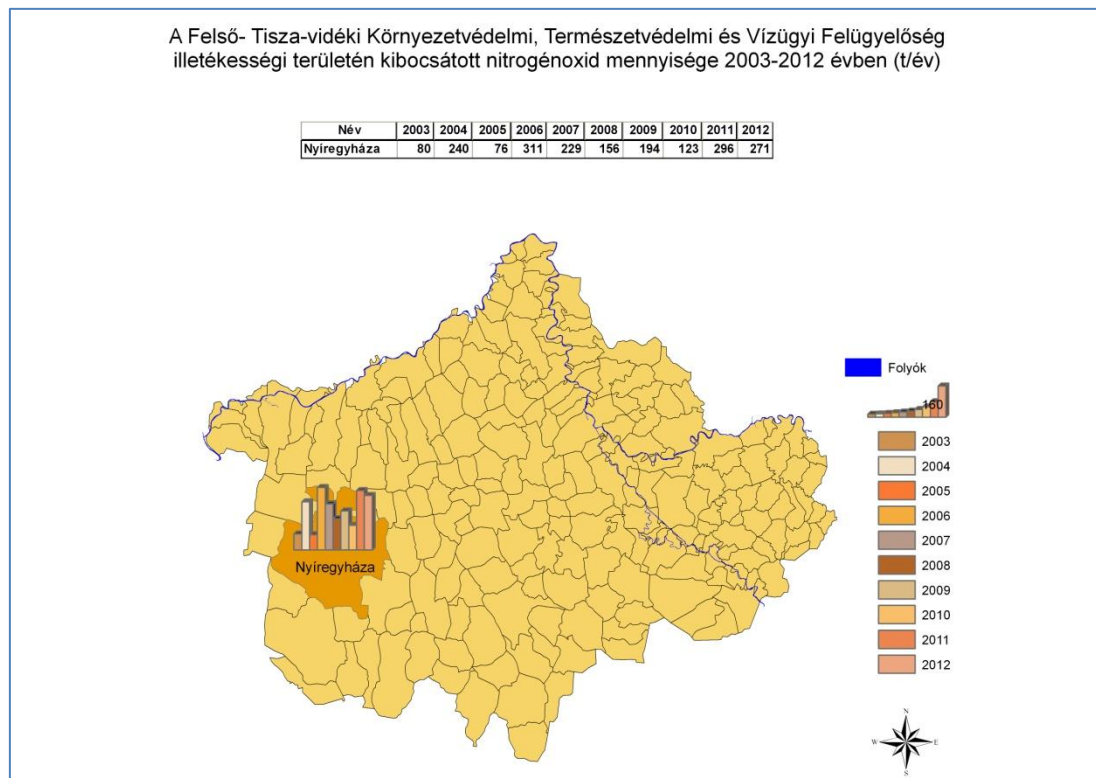 A Felső- Tisza-vidéki Környezetvédelmi, Természetvédelmi és Vízügyi Felügyelőség
illetékességi területén kibocsátott nitrogénoxid mennyisége 2003-2012 évben (t/év)
Név 2003 2004 2005 2006 2007 2008 2009 2010 2011 2012
Nyíregyháza 80 240 76 311 229 156 194 123 296 271
Nyíregyháza
Folyók
160
2003
2004
2005
2006
2007
2008
2009
2010
2011
2012
N
W E
S